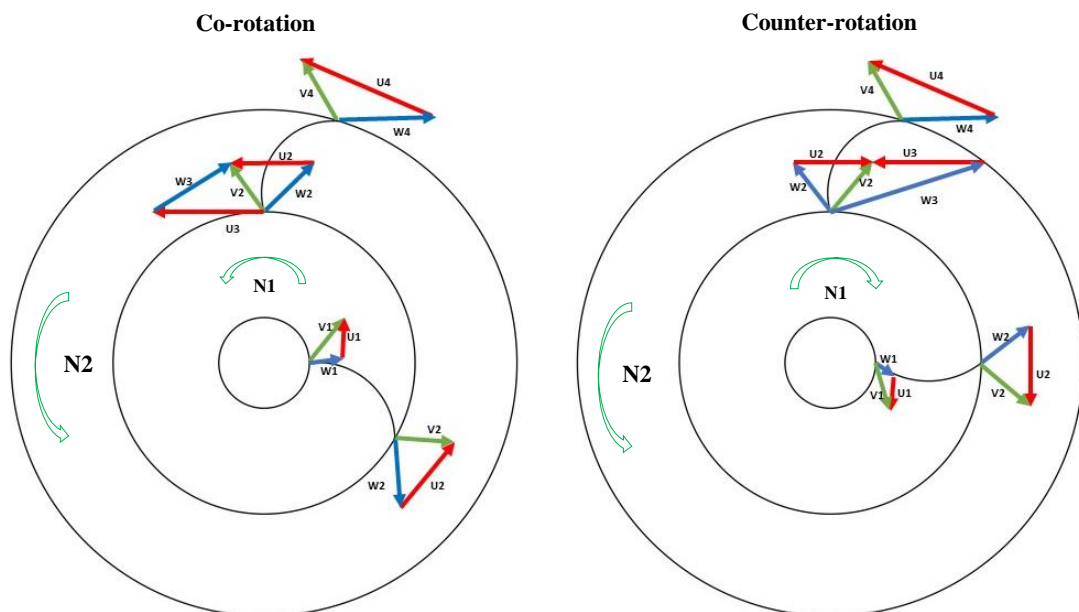 Co-rotation
U4
V4
W4
U2
W3
V2
W2
U3
N1
N2
V1
U1
W1
V2
W2
U2
Counter-rotation
U4
V4
W4
U2
U3
W2
V2
W3
N1
N2
W1
V1
U1
W2
U2
V2